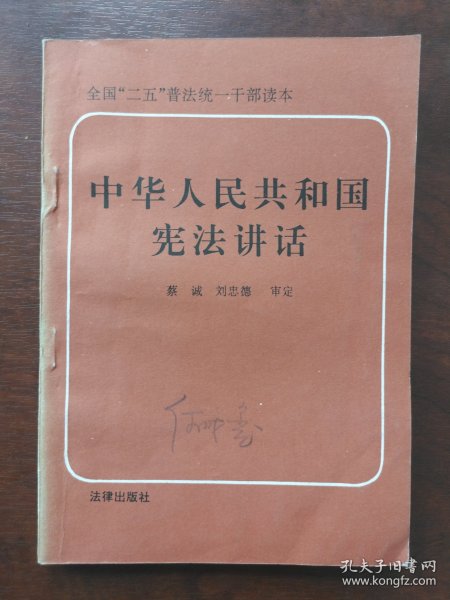 全国“二五”普法统一干部读本
中华人民共和国
宪法讲话
蔡 诚 刘忠德 审定
法律出版社
孔夫子旧书网
www.kongfz.com